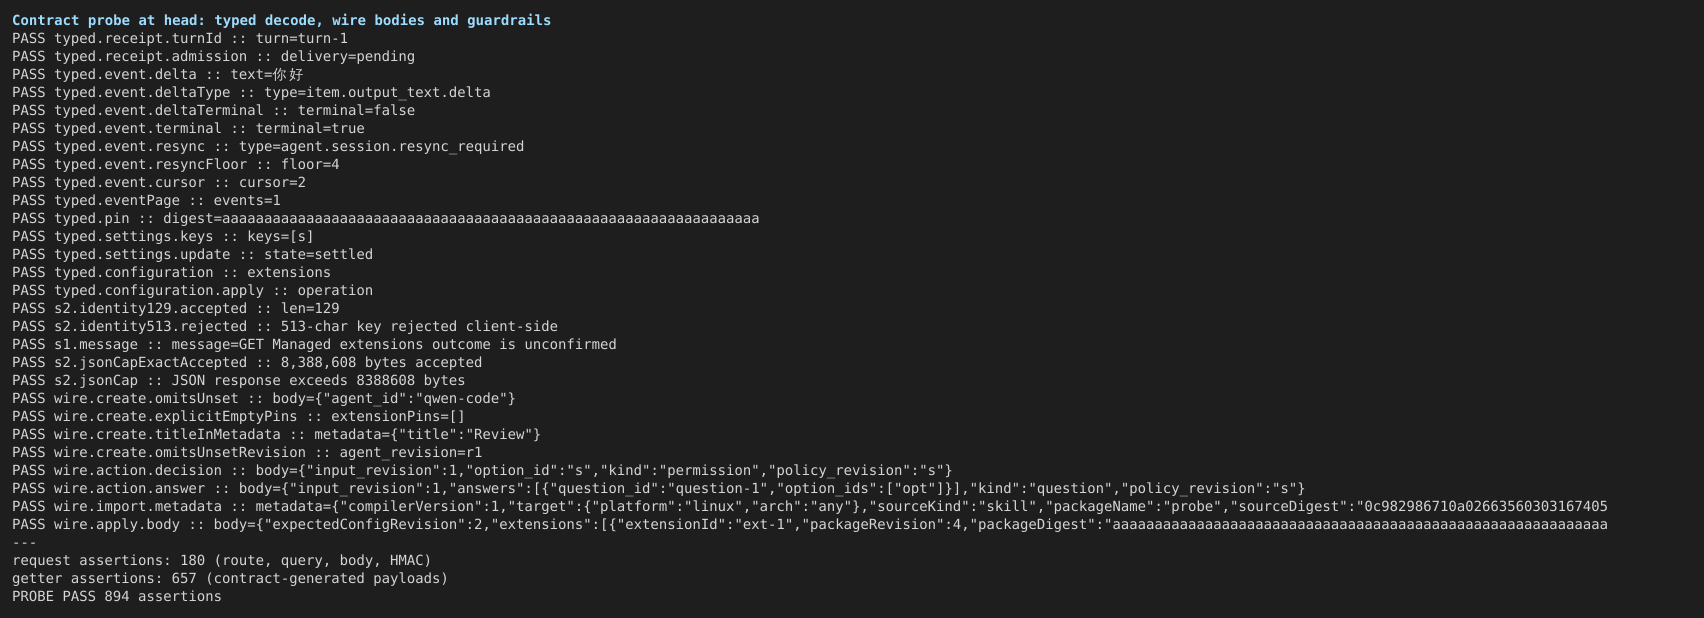 Contract probe at head: typed decode, wire bodies and guardrails
PASS typed.receipt.turnId :: turn=turn-1
PASS typed.receipt.admission :: delivery=pending
PASS typed.event.delta :: text=你好
PASS typed.event.deltaType :: type=item.output_text.delta
PASS typed.event.deltaTerminal :: terminal=false
PASS typed.event.terminal :: terminal=true
PASS typed.event.resync :: type=agent.session.resync_required
PASS typed.event.resyncFloor :: floor=4
PASS typed.event.cursor :: cursor=2
PASS typed.eventPage :: events=1
PASS typed.pin :: digest=aaaaaaaaaaaaaaaaaaaaaaaaaaaaaaaaaaaaaaaaaaaaaaaaaaaaaaaaaaaaaaaa
PASS typed.settings.keys :: keys=[s]
PASS typed.settings.update :: state=settled
PASS typed.configuration :: extensions
PASS typed.configuration.apply :: operation
PASS s2.identity129.accepted :: len=129
PASS s2.identity513.rejected :: 513-char key rejected client-side
PASS s1.message :: message=GET Managed extensions outcome is unconfirmed
PASS s2.jsonCapExactAccepted :: 8,388,608 bytes accepted
PASS s2.jsonCap :: JSON response exceeds 8388608 bytes
PASS wire.create.omitsUnset :: body={"agent_id":"qwen-code"}
PASS wire.create.explicitEmptyPins :: extensionPins=[]
PASS wire.create.titleInMetadata :: metadata={"title":"Review"}
PASS wire.create.omitsUnsetRevision :: agent_revision=r1
PASS wire.action.decision :: body={"input_revision":1,"option_id":"s","kind":"permission","policy_revision":"s"}
PASS wire.action.answer :: body={"input_revision":1,"answers":[{"question_id":"question-1","option_ids":["opt"]}],"kind":"question","policy_revision":"s"}
PASS wire.import.metadata :: metadata={"compilerVersion":1,"target":{"platform":"linux","arch":"any"},"sourceKind":"skill","packageName":"probe","sourceDigest":"0c982986710a02663560303167405
PASS wire.apply.body :: body={"expectedConfigRevision":2,"extensions":[{"extensionId":"ext-1","packageRevision":4,"packageDigest":"aaaaaaaaaaaaaaaaaaaaaaaaaaaaaaaaaaaaaaaaaaaaaaaaaaaaaaaaaaa
---
request assertions: 180 (route, query, body, HMAC)
getter assertions: 657 (contract-generated payloads)
PROBE PASS 894 assertions